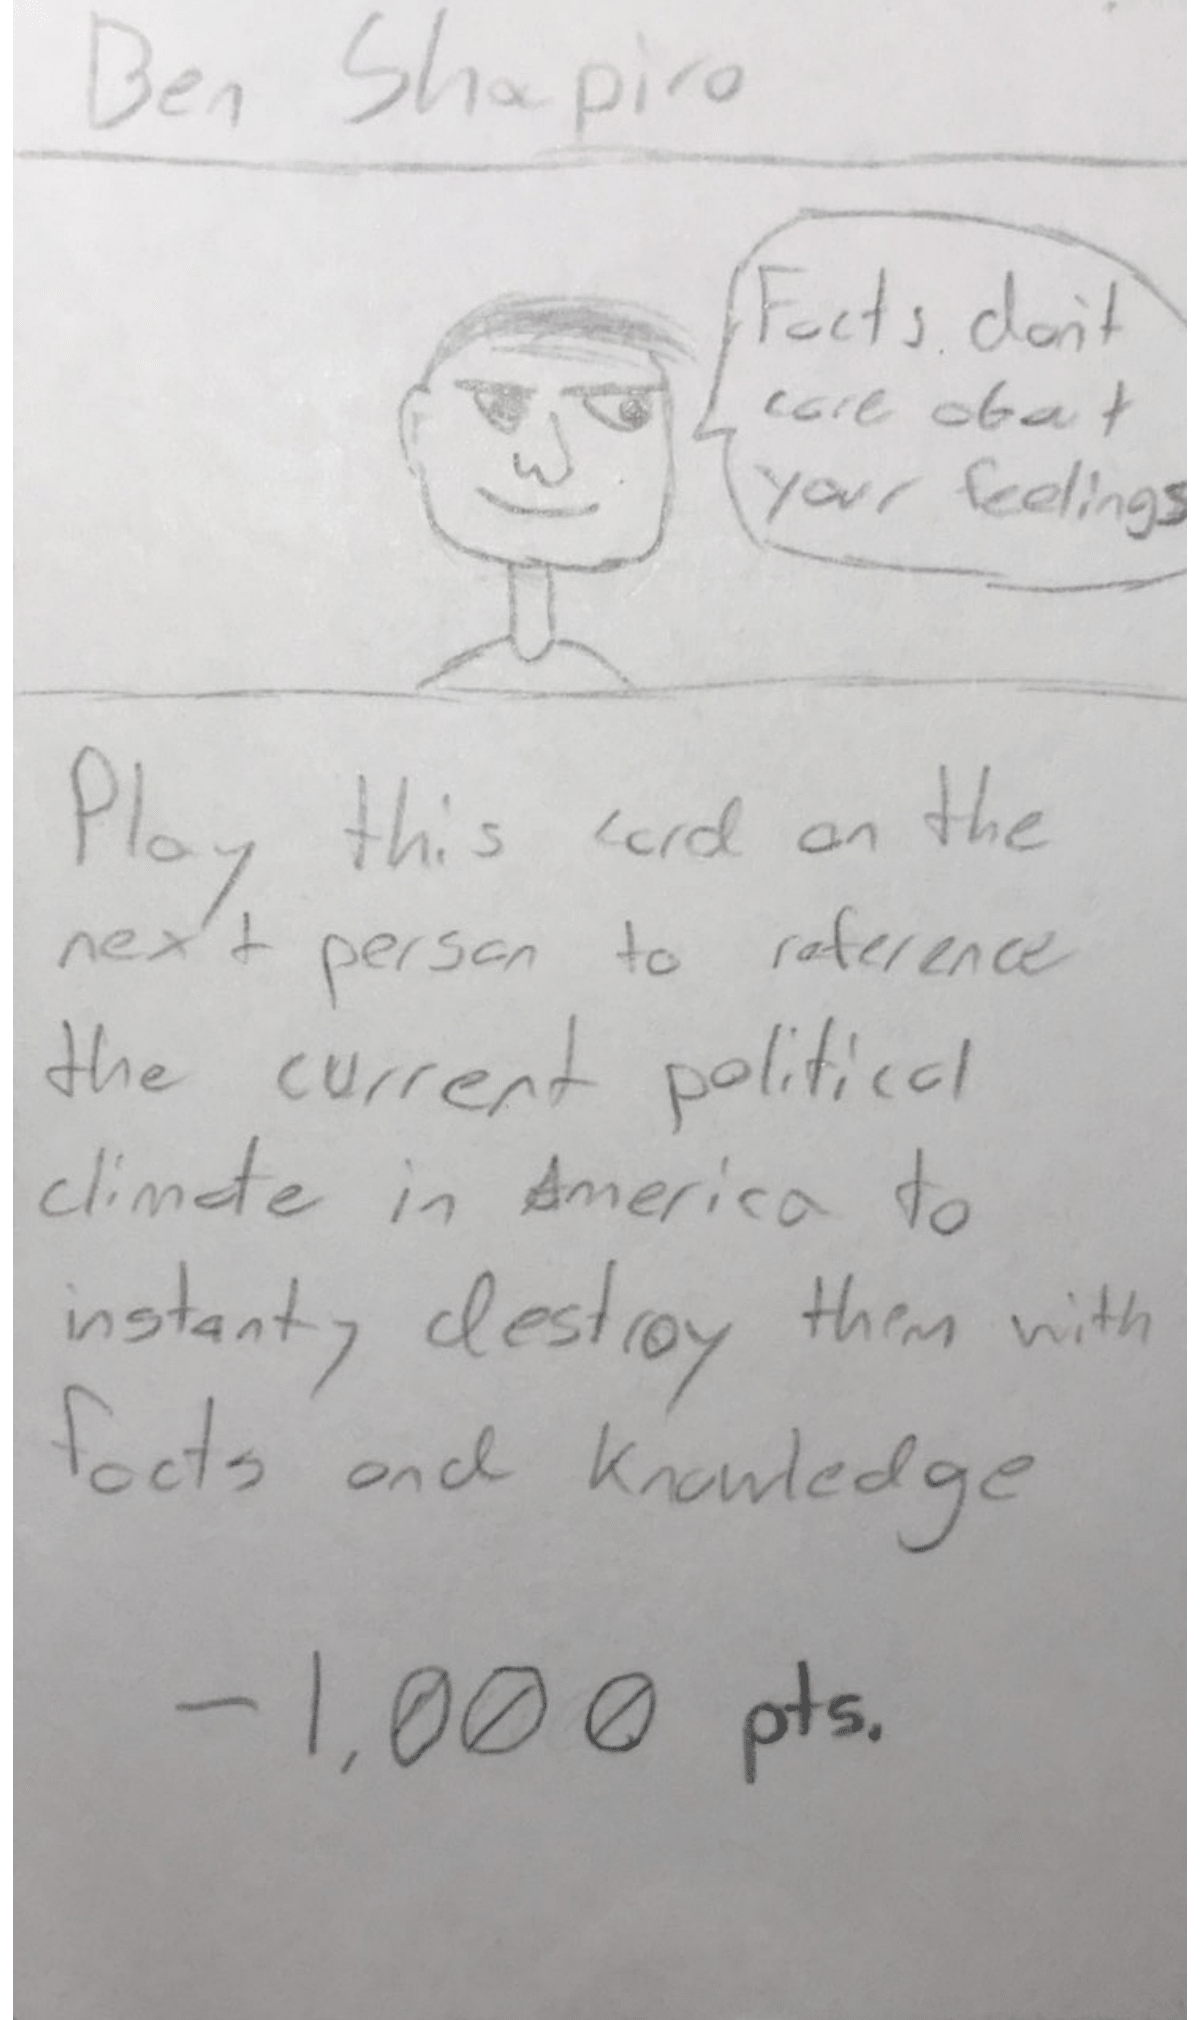 Ben Shapiro
Facts don't
care about
your feelings
Play this card on the
next person to reference
the current political
climate in America to
instanty destroy them with
facts and knowledge
-1,000 pts.